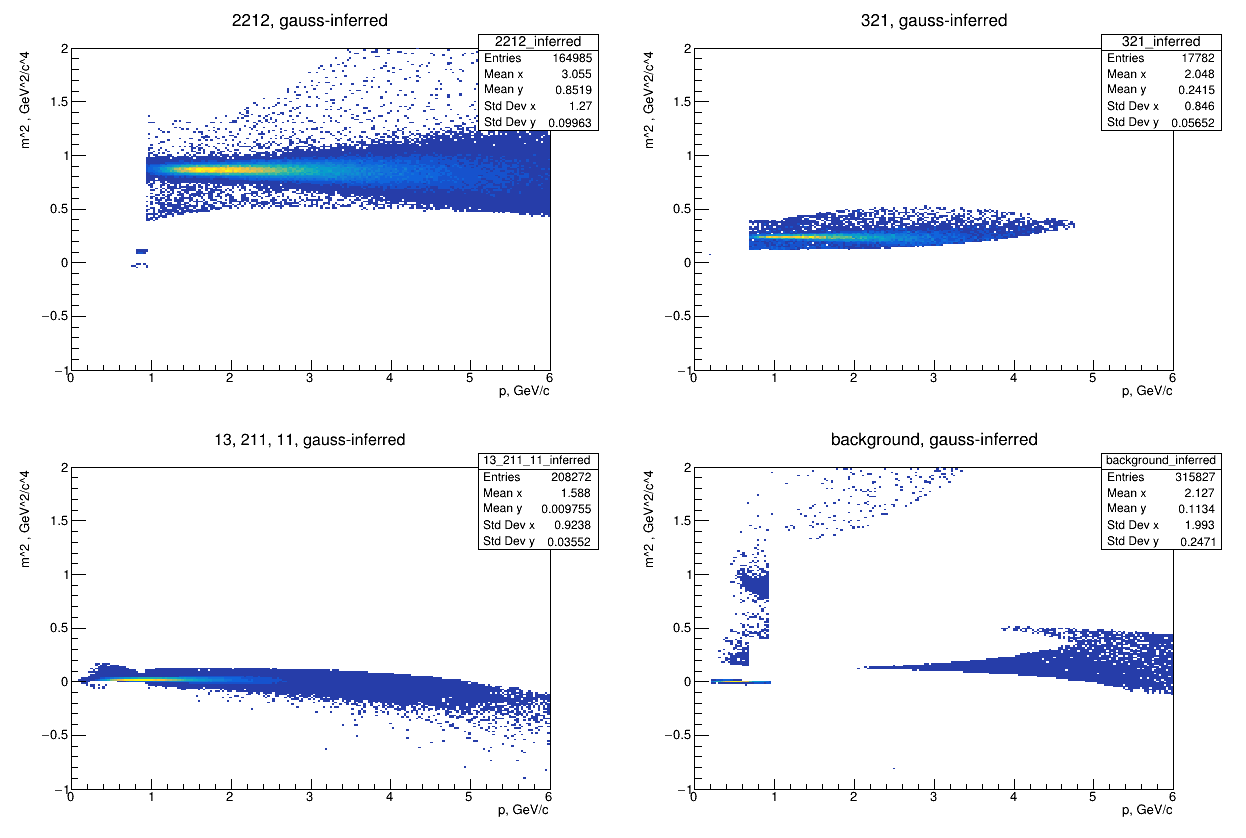 2212, gauss-inferred
2212_inferred
Entries 164985
Mean x 3.055
Mean y 0.8519
Std Dev x 1.27
Std Dev y 0.09963
m^2 , GeV^2/c^4
2
1.5
1
0.5
0
−0.5
−1
0 1 2 3 4 5 6
p, GeV/c
321, gauss-inferred
321_inferred
Entries 17782
Mean x 2.048
Mean y 0.2415
Std Dev x 0.846
Std Dev y 0.05652
m^2 , GeV^2/c^4
2
1.5
1
0.5
0
−0.5
−1
0 1 2 3 4 5 6
p, GeV/c
13, 211, 11, gauss-inferred
13_211_11_inferred
Entries 208272
Mean x 1.588
Mean y 0.009755
Std Dev x 0.9238
Std Dev y 0.03552
m^2 , GeV^2/c^4
2
1.5
1
0.5
0
−0.5
−1
0 1 2 3 4 5 6
p, GeV/c
background, gauss-inferred
background_inferred
Entries 315827
Mean x 2.127
Mean y 0.1134
Std Dev x 1.993
Std Dev y 0.2471
m^2 , GeV^2/c^4
2
1.5
1
0.5
0
−0.5
−1
0 1 2 3 4 5 6
p, GeV/c